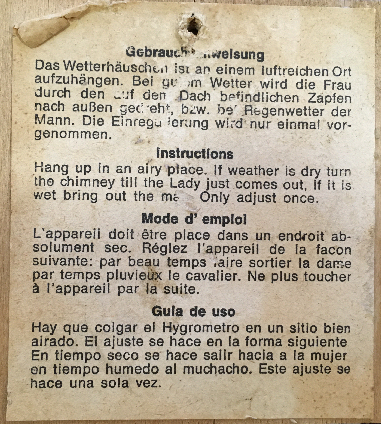 Gebrauchsanweisung
Das Wetterhäuschen ist an einem luftreichen Ort
aufzuhängen. Bei gutem Wetter wird die Frau
durch den auf dem Dach befindlichen Zapfen
nach außen gedreht, bzw. bei Regenwetter der
Mann. Die Einregulierung wird nur einmal vor-
genommen.
Instructions
Hang up in an airy place. If weather is dry turn
the chimney till the Lady just comes out, If it is
wet bring out the Only adjust once.
Mode d' emploi
L'appareil doit être place dans un endroit ab-
solument sec. Réglez l'appareil de la facon
suivante: par beau temps faire sortier la dame
par temps pluvieux le cavalier. Ne plus toucher
à l'appareil par la suite.
Guia de uso
Hay que colgar el Hygrometro en un sitio bien
airado. El ajuste se hace en la forma siguiente
En tiempo seco se hace salir hacia a la mujer
en tiempo humedo al muchacho. Este ajuste se
hace una sola vez.